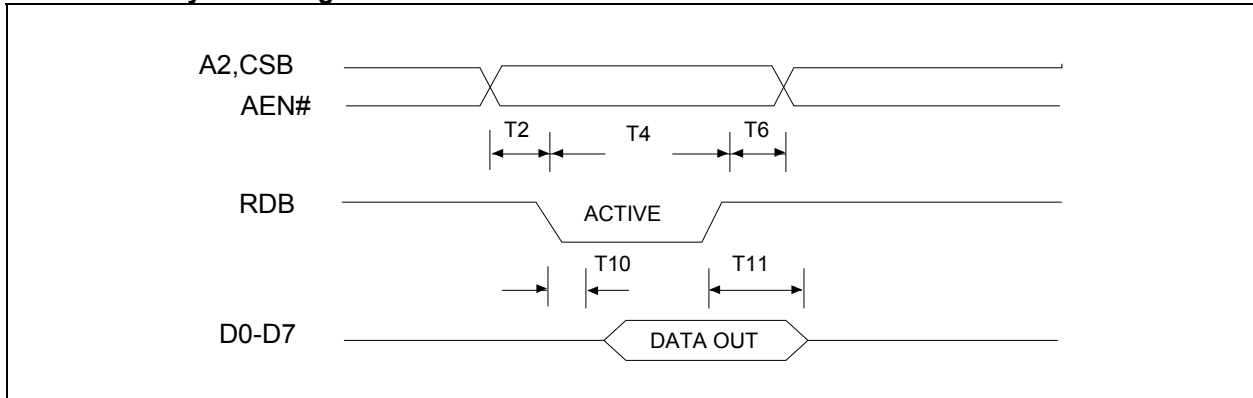 A2,CSB
AEN#
T2 T4 T6
RDB
ACTIVE
T10 T11
D0-D7
DATA OUT